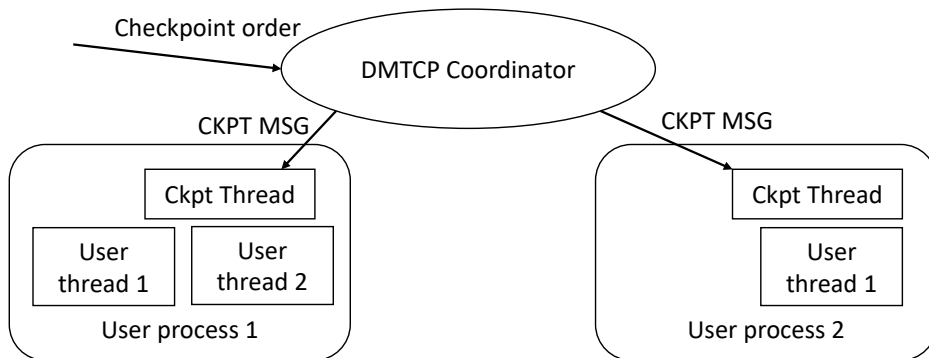 Checkpoint order
DMTCP Coordinator
CKPT MSG
CKPT MSG
Ckpt Thread
User
thread 1
User
thread 2
User process 1
Ckpt Thread
User
thread 1
User process 2